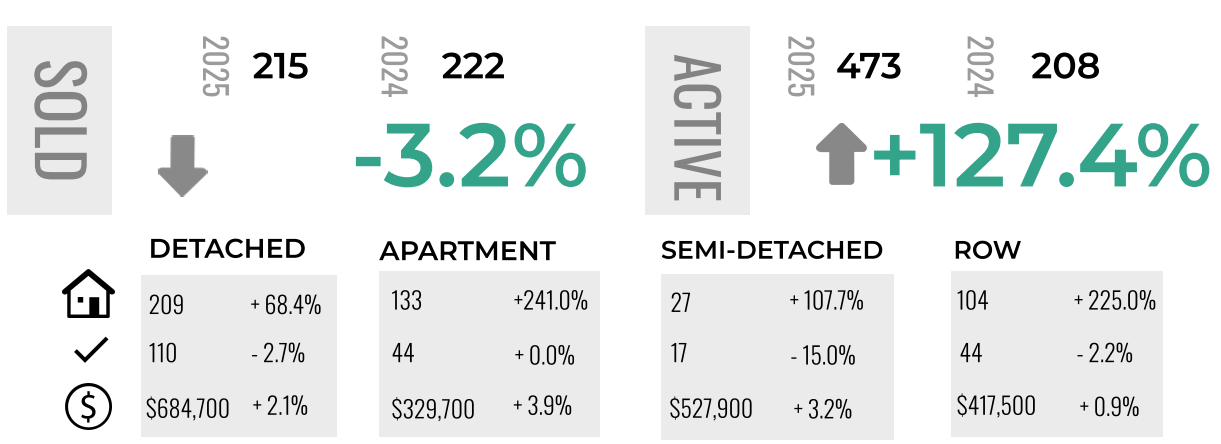 SOLD
2025 215 2024 222
-3.2%
ACTIVE
2025 473 2024 208
+127.4%
DETACHED APARTMENT SEMI-DETACHED ROW
209 + 68.4% 133 +241.0% 27 + 107.7% 104 + 225.0%
110 - 2.7% 44 + 0.0% 17 - 15.0% 44 - 2.2%
$ $684,700 + 2.1% $329,700 + 3.9% $527,900 + 3.2% $417,500 + 0.9%